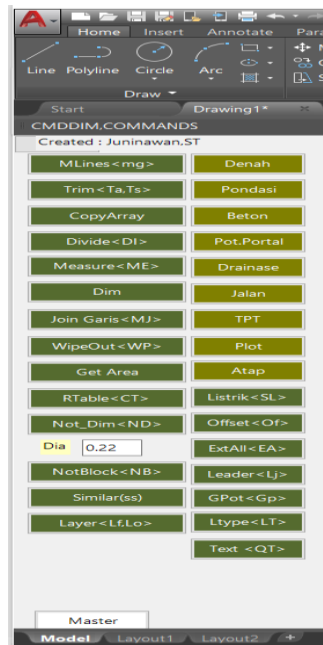 Home Insert Annotate Para
Line Polyline Circle Arc
Draw
Start Drawing1*
CMDDIM,COMMANDS
Created : Juninawan,ST
MLines<mg> Denah
Trim<Ta,Ts> Pondasi
CopyArray Beton
Divide<DI> Pot.Portal
Measure<ME> Drainase
Dim Jalan
Join Garis<MJ> TPT
WipeOut<WP> Plot
Get Area Atap
RTable<CT> Listrik<SL>
Not_Dim<ND> Offset<Of>
Dia 0.22 ExtAll<EA>
NotBlock<NB> Leader<Lj>
Similar(ss) GPot<Gp>
Layer<Lf,Lo> Ltype<LT>
Text <QT>
Master
Model Layout1 Layout2 +